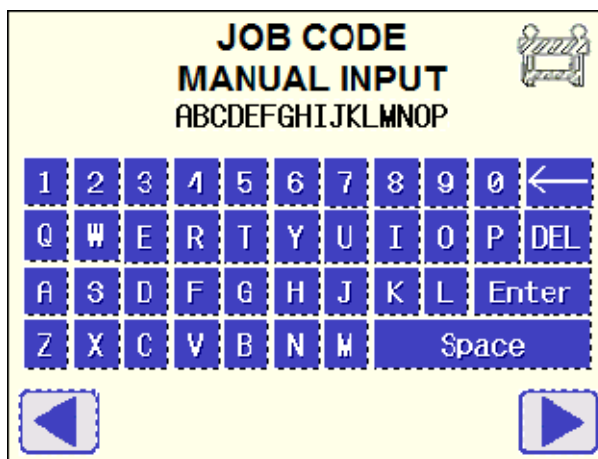 JOB CODE
MANUAL INPUT
ABCDEFGHIJKLMNOP
1 2 3 4 5 6 7 8 9 0
Q W E R T Y U I O P DEL
A S D F G H J K L Enter
Z X C V B N M Space